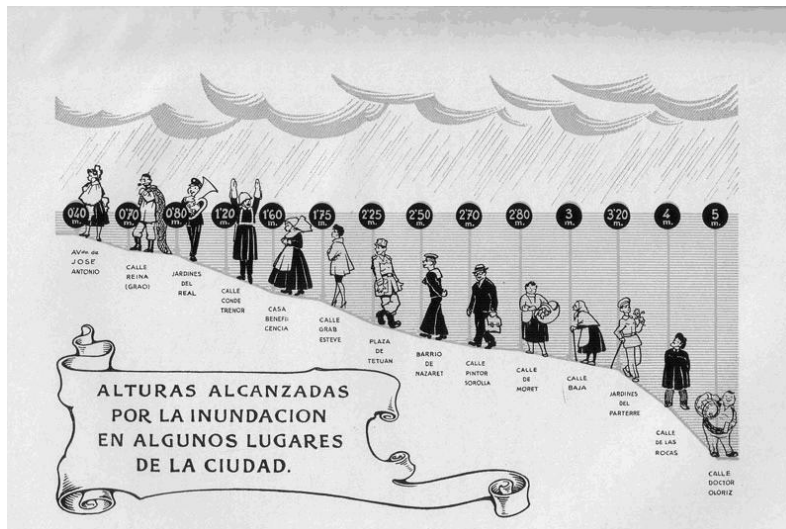 0'40 m.
0'70 m.
0'80 m.
1'20 m.
1'60 m.
1'75 m.
2'25 m.
2'50 m.
2'70 m.
2'80 m.
3 m.
3'20 m.
4 m.
5 m.
AVda. de
JOSE
ANTONIO
CALLE
REINA
(GRAO)
JARDINES
DEL
REAL
CALLE
CONDE
TRENOR
CASA
BENEFI
CENCIA
CALLE
GRAB
ESTEVE
PLAZA
DE
TETUAN
BARRIO
DE
NAZARET
CALLE
PINTOR
SOROLLA
CALLE
DE
MORET
CALLE
BAJA
JARDINES
DEL
PARTERRE
CALLE
DE LAS
ROCAS
CALLE
DOCTOR
OLORIZ
ALTURAS ALCANZADAS
POR LA INUNDACION
EN ALGUNOS LUGARES
DE LA CIUDAD.